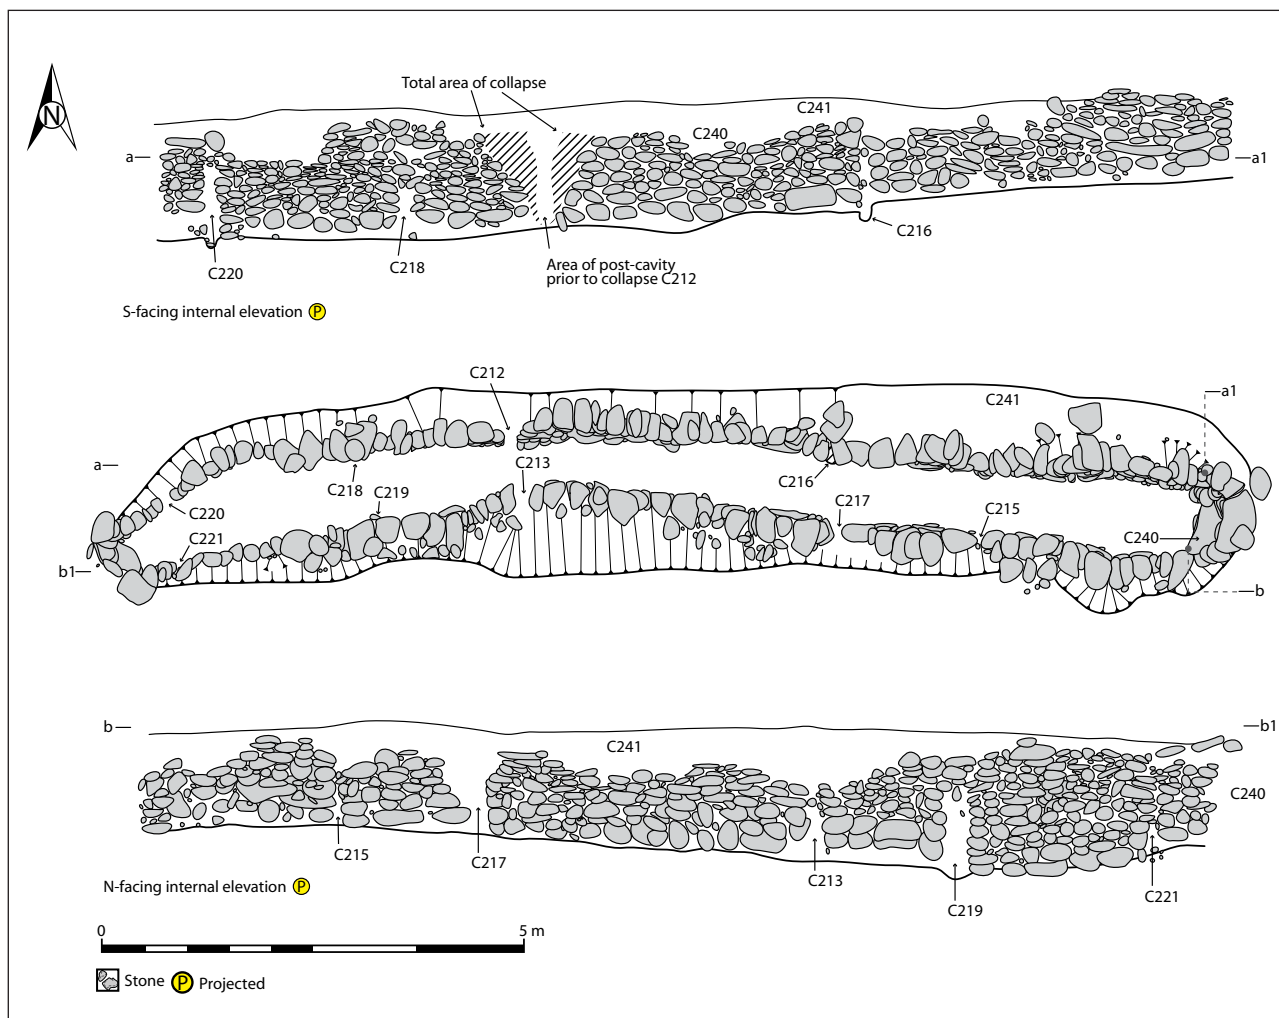 Total area of collapse
N
C241
C240
a
a1
C216
C220
C218
Area of post-cavity
prior to collapse C212
S-facing internal elevation P
C212
a1
C241
a
C213
C218
C219
C216
C217
C215
C220
C221
C240
b1
b
b
b1
C241
C240
C215
C217
C213
C221
C219
N-facing internal elevation P
0
5 m
Stone P Projected